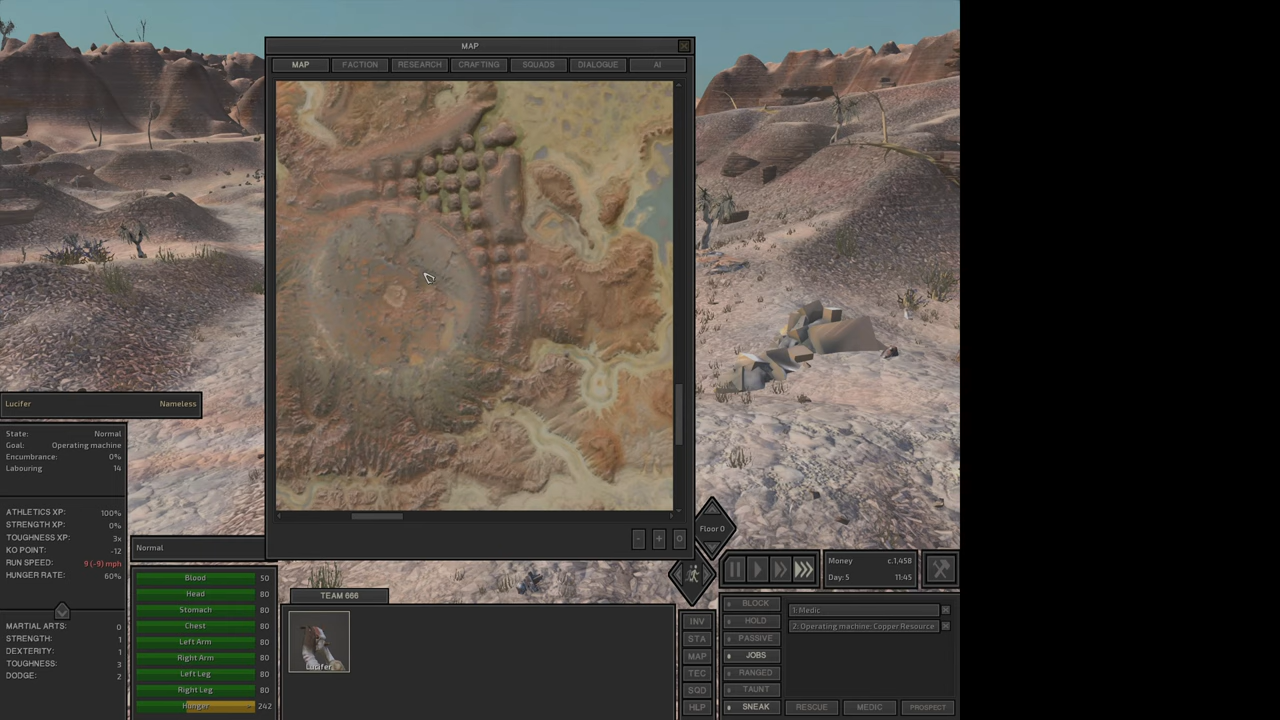 MAP
MAP FACTION RESEARCH CRAFTING SQUADS DIALOGUE AI
Lucifer Nameless
State: Normal
Goal: Operating machine
Encumbrance: 0%
Labouring 14
ATHLETICS XP: 100%
STRENGTH XP: 0%
TOUGHNESS XP: 3x
KO POINT: -12
RUN SPEED: 9 (-9) mph
HUNGER RATE: 60%
MARTIAL ARTS: 0
STRENGTH: 1
DEXTERITY: 1
TOUGHNESS: 3
DODGE: 2
Normal
Blood 50
Head 80
Stomach 80
Chest 80
Left Arm 80
Right Arm 80
Left Leg 80
Right Leg 80
Hunger 242
TEAM 666
Lucifer
- + O
Floor 0
INV
STA
MAP
TEC
SQD
HLP
Money c.1,458
Day: 5 11:45
BLOCK
HOLD
PASSIVE
JOBS
RANGED
TAUNT
SNEAK
1: Medic
2: Operating machine: Copper Resource
RESCUE MEDIC PROSPECT